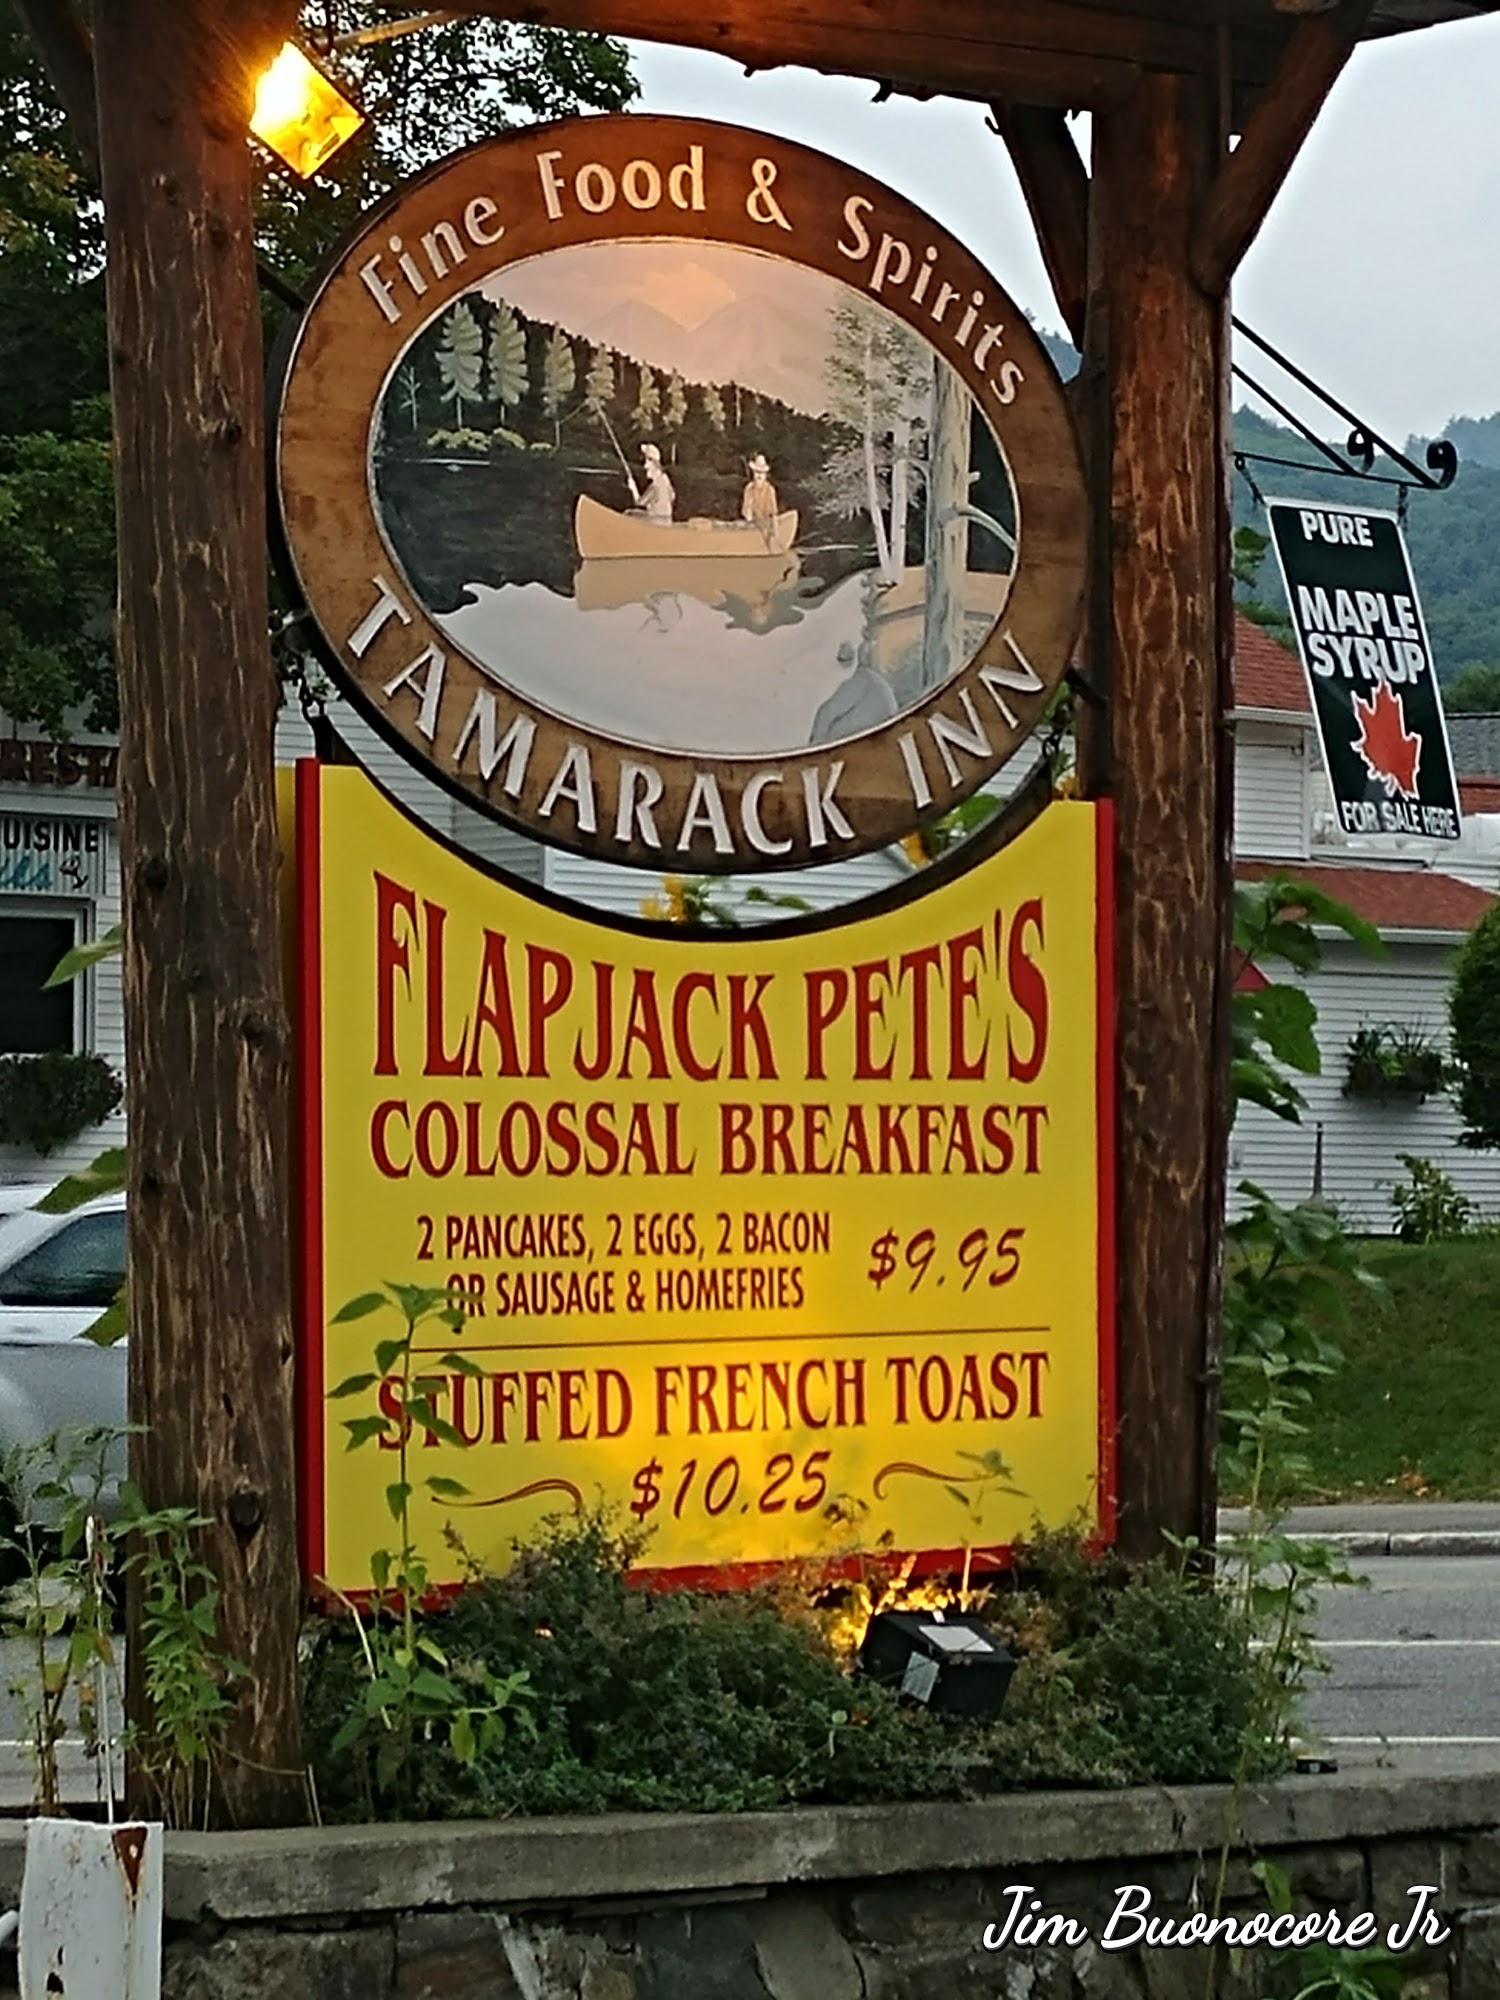 Fine Food & Spirits
TAMARACK INN
PURE
MAPLE
SYRUP
FOR SALE HERE
FLAPJACK PETE'S
COLOSSAL BREAKFAST
2 PANCAKES, 2 EGGS, 2 BACON
OR SAUSAGE & HOMEFRIES
$9.95
STUFFED FRENCH TOAST
$10.25
Jim Buonocore Jr